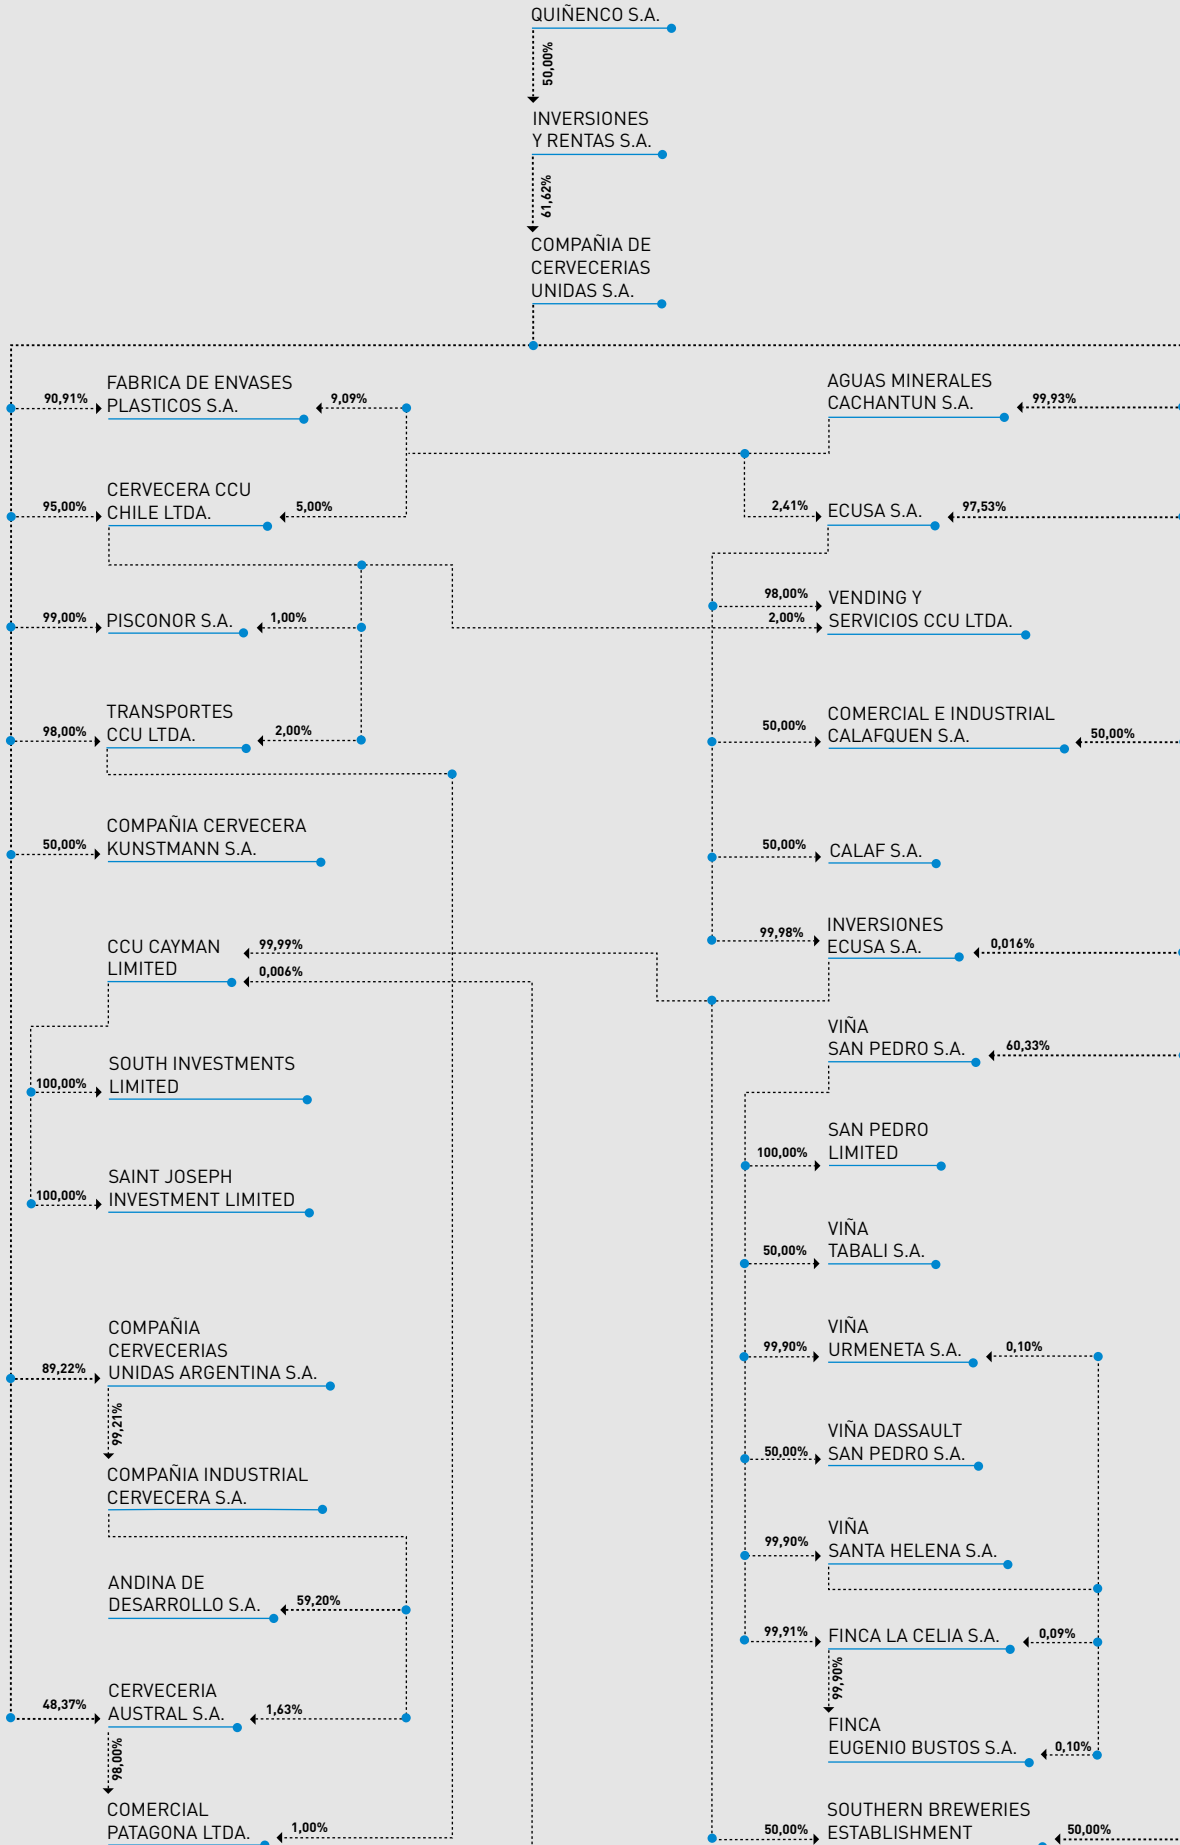 QUIÑENCO S.A.
50,00%
INVERSIONES
Y RENTAS S.A.
61,62%
COMPAÑIA DE
CERVECERIAS
UNIDAS S.A.
90,91%
FABRICA DE ENVASES
PLASTICOS S.A.
9,09%
95,00%
CERVECERA CCU
CHILE LTDA.
5,00%
99,00%
PISCONOR S.A.
1,00%
98,00%
TRANSPORTES
CCU LTDA.
2,00%
50,00%
COMPAÑIA CERVECERA
KUNSTMANN S.A.
CCU CAYMAN
LIMITED
99,99%
0,006%
100,00%
SOUTH INVESTMENTS
LIMITED
100,00%
SAINT JOSEPH
INVESTMENT LIMITED
89,22%
COMPAÑIA
CERVECERIAS
UNIDAS ARGENTINA S.A.
99,21%
COMPAÑIA INDUSTRIAL
CERVECERA S.A.
ANDINA DE
DESARROLLO S.A.
59,20%
48,37%
CERVECERIA
AUSTRAL S.A.
1,63%
98,00%
COMERCIAL
PATAGONA LTDA.
1,00%
AGUAS MINERALES
CACHANTUN S.A.
99,93%
2,41%
ECUSA S.A.
97,53%
98,00%
2,00%
VENDING Y
SERVICIOS CCU LTDA.
50,00%
COMERCIAL E INDUSTRIAL
CALAFQUEN S.A.
50,00%
50,00%
CALAF S.A.
99,98%
INVERSIONES
ECUSA S.A.
0,016%
VIÑA
SAN PEDRO S.A.
60,33%
100,00%
SAN PEDRO
LIMITED
50,00%
VIÑA
TABALI S.A.
99,90%
VIÑA
URMENETA S.A.
0,10%
50,00%
VIÑA DASSAULT
SAN PEDRO S.A.
99,90%
VIÑA
SANTA HELENA S.A.
99,91%
FINCA LA CELIA S.A.
0,09%
99,90%
FINCA
EUGENIO BUSTOS S.A.
0,10%
50,00%
SOUTHERN BREWERIES
ESTABLISHMENT
50,00%